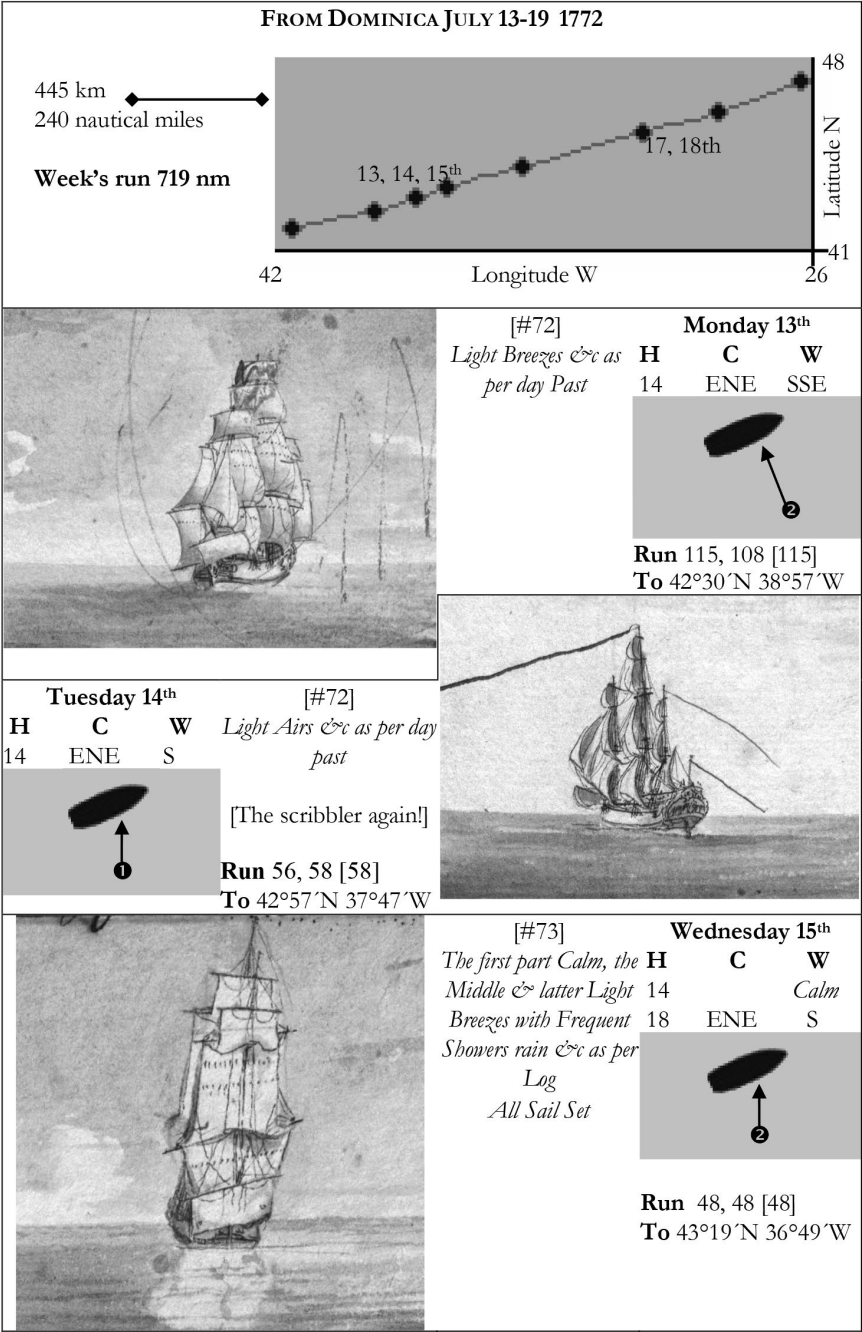 FROM DOMINICA JULY 13-19 1772
445 km
240 nautical miles
Week's run 719 nm
13, 14, 15th
17, 18th
48
Latitude N
41
42
Longitude W
26
[#72]
Light Breezes &c as
per day Past
Monday 13th
H C W
14 ENE SSE
❷
Run 115, 108 [115]
To 42°30´N 38°57´W
Tuesday 14th
H C W
14 ENE S
❶
[#72]
Light Airs &c as per day
past
[The scribbler again!]
Run 56, 58 [58]
To 42°57´N 37°47´W
[#73]
The first part Calm, the
Middle & latter Light
Breezes with Frequent
Showers rain &c as per
Log
All Sail Set
Wednesday 15th
H C W
14 Calm
18 ENE S
❷
Run 48, 48 [48]
To 43°19´N 36°49´W